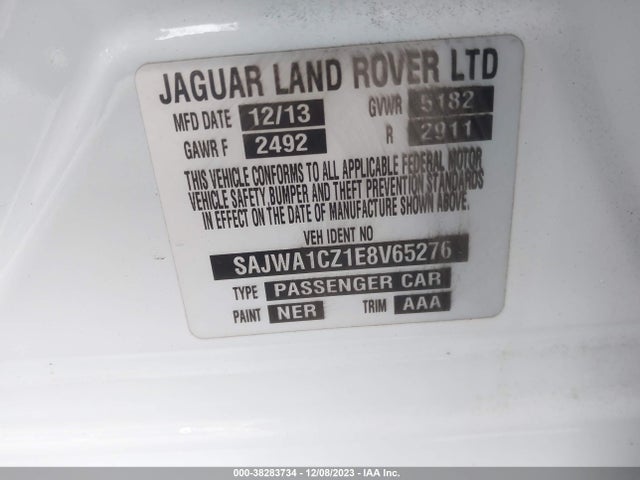 JAGUAR LAND ROVER LTD
MFD DATE 12/13 GVWR 5182
GAWR F 2492 R 2911
THIS VEHICLE CONFORMS TO ALL APPLICABLE FEDERAL MOTOR
VEHICLE SAFETY,BUMPER AND THEFT PREVENTION STANDARDS
IN EFFECT ON THE DATE OF MANUFACTURE SHOWN ABOVE.
VEH IDENT NO
SAJWA1CZ1E8V65276
TYPE PASSENGER CAR
PAINT NER TRIM AAA
000-38283734 - 12/08/2023 - IAA Inc.